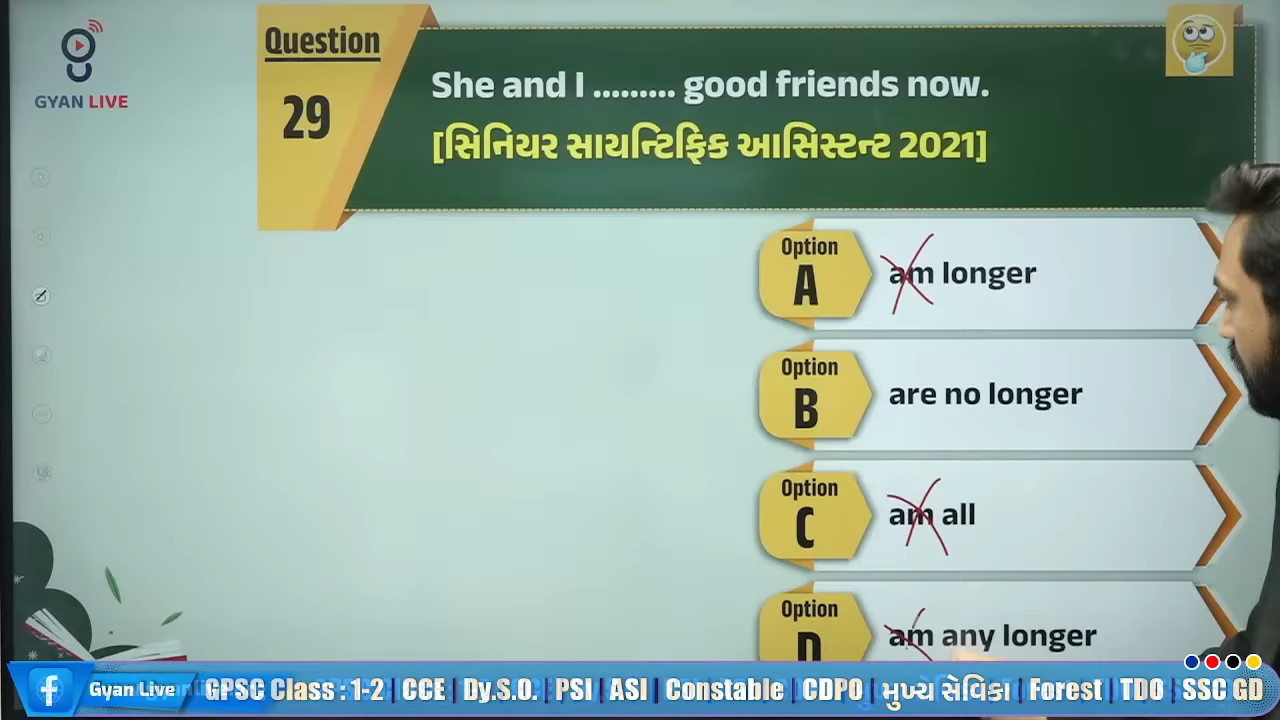 GYAN LIVE
Question
29
She and I ......... good friends now.
[સિનિયર સાયન્ટિફિક આસિસ્ટન્ટ 2021]
Option
A
am longer
Option
B
are no longer
Option
C
am all
Option
D
am any longer
Gyan Live
GPSC Class : 1-2 | CCE | Dy.S.O. | PSI | ASI | Constable | CDPO | મુખ્ય સેવિકા | Forest | TDO | SSC GD